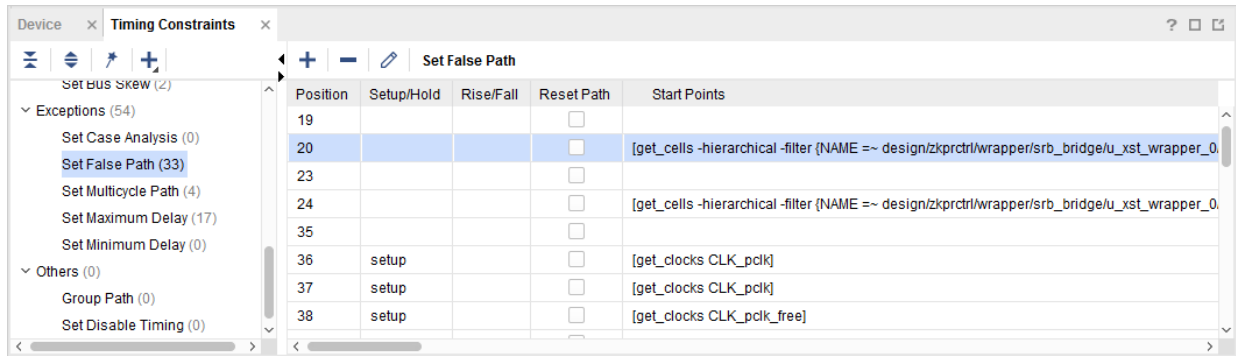 Device × Timing Constraints ×
Set False Path
Set Bus Skew (2)
Exceptions (54)
Set Case Analysis (0)
Set False Path (33)
Set Multicycle Path (4)
Set Maximum Delay (17)
Set Minimum Delay (0)
Others (0)
Group Path (0)
Set Disable Timing (0)
Position Setup/Hold Rise/Fall Reset Path Start Points
19
20 [get_cells -hierarchical -filter {NAME =~ design/zkprctrl/wrapper/srb_bridge/u_xst_wrapper_0/
23
24 [get_cells -hierarchical -filter {NAME =~ design/zkprctrl/wrapper/srb_bridge/u_xst_wrapper_0/
35
36 setup [get_clocks CLK_pclk]
37 setup [get_clocks CLK_pclk]
38 setup [get_clocks CLK_pclk_free]